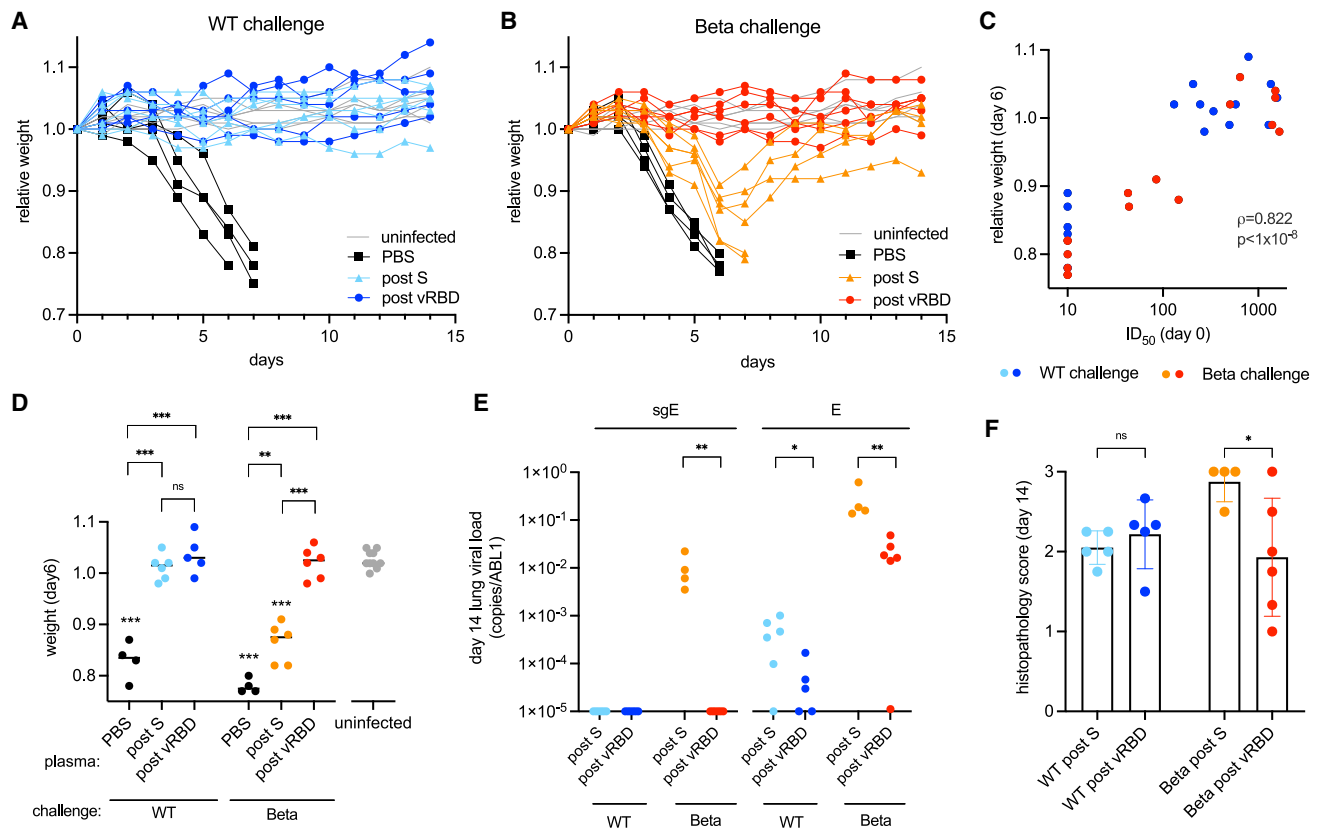 A
WT challenge
relative weight
1.1
1.0
0.9
0.8
0.7
0
5
10
15
days
uninfected
PBS
post S
post vRBD
B
Beta challenge
relative weight
1.1
1.0
0.9
0.8
0.7
0
5
10
15
days
uninfected
PBS
post S
post vRBD
C
relative weight (day 6)
1.1
1.0
0.9
0.8
10
100
1000
ID50 (day 0)
ρ=0.822
p<1x10-8
WT challenge
Beta challenge
D
weight (day6)
1.1
1.0
0.9
0.8
***
***
ns
***
**
***
***
***
***
PBS
post S
post vRBD
PBS
post S
post vRBD
uninfected
plasma:
challenge:
WT
Beta
E
sgE
E
**
*
**
day 14 lung viral load
(copies/ABL1)
1×100
1×10-1
1×10-2
1×10-3
1×10-4
1×10-5
post S
post vRBD
post S
post vRBD
post S
post vRBD
post S
post vRBD
WT
Beta
WT
Beta
F
ns
*
histopathology score (day 14)
3
2
1
0
WT post S
WT post vRBD
Beta post S
Beta post vRBD